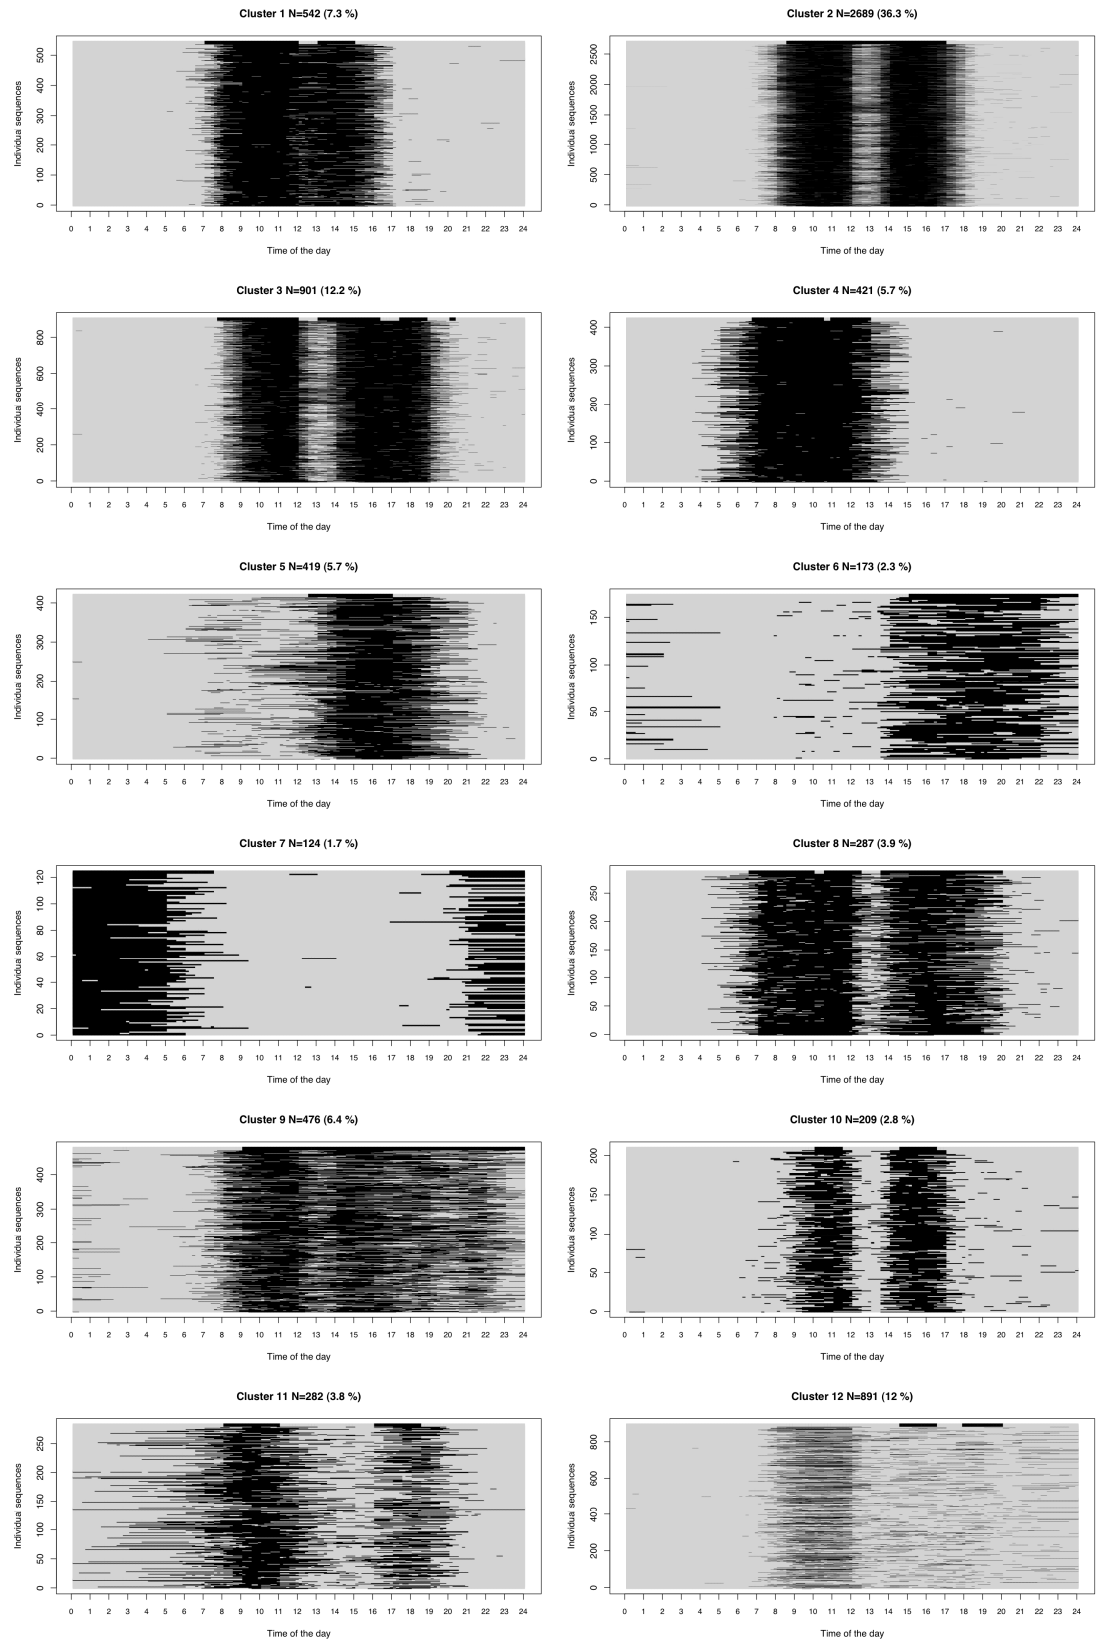 Cluster 1 N=542 (7.3 %)
Individua sequences
0 100 200 300 400 500
0 1 2 3 4 5 6 7 8 9 10 11 12 13 14 15 16 17 18 19 20 21 22 23 24
Time of the day
Cluster 2 N=2689 (36.3 %)
Individua sequences
0 500 1000 1500 2000 2500
0 1 2 3 4 5 6 7 8 9 10 11 12 13 14 15 16 17 18 19 20 21 22 23 24
Time of the day
Cluster 3 N=901 (12.2 %)
Individua sequences
0 200 400 600 800
0 1 2 3 4 5 6 7 8 9 10 11 12 13 14 15 16 17 18 19 20 21 22 23 24
Time of the day
Cluster 4 N=421 (5.7 %)
Individua sequences
0 100 200 300 400
0 1 2 3 4 5 6 7 8 9 10 11 12 13 14 15 16 17 18 19 20 21 22 23 24
Time of the day
Cluster 5 N=419 (5.7 %)
Individua sequences
0 100 200 300 400
0 1 2 3 4 5 6 7 8 9 10 11 12 13 14 15 16 17 18 19 20 21 22 23 24
Time of the day
Cluster 6 N=173 (2.3 %)
Individua sequences
0 50 100 150
0 1 2 3 4 5 6 7 8 9 10 11 12 13 14 15 16 17 18 19 20 21 22 23 24
Time of the day
Cluster 7 N=124 (1.7 %)
Individua sequences
0 20 40 60 80 100 120
0 1 2 3 4 5 6 7 8 9 10 11 12 13 14 15 16 17 18 19 20 21 22 23 24
Time of the day
Cluster 8 N=287 (3.9 %)
Individua sequences
0 50 100 150 200 250
0 1 2 3 4 5 6 7 8 9 10 11 12 13 14 15 16 17 18 19 20 21 22 23 24
Time of the day
Cluster 9 N=476 (6.4 %)
Individua sequences
0 100 200 300 400
0 1 2 3 4 5 6 7 8 9 10 11 12 13 14 15 16 17 18 19 20 21 22 23 24
Time of the day
Cluster 10 N=209 (2.8 %)
Individua sequences
0 50 100 150 200
0 1 2 3 4 5 6 7 8 9 10 11 12 13 14 15 16 17 18 19 20 21 22 23 24
Time of the day
Cluster 11 N=282 (3.8 %)
Individua sequences
0 50 100 150 200 250
0 1 2 3 4 5 6 7 8 9 10 11 12 13 14 15 16 17 18 19 20 21 22 23 24
Time of the day
Cluster 12 N=891 (12 %)
Individua sequences
0 200 400 600 800
0 1 2 3 4 5 6 7 8 9 10 11 12 13 14 15 16 17 18 19 20 21 22 23 24
Time of the day